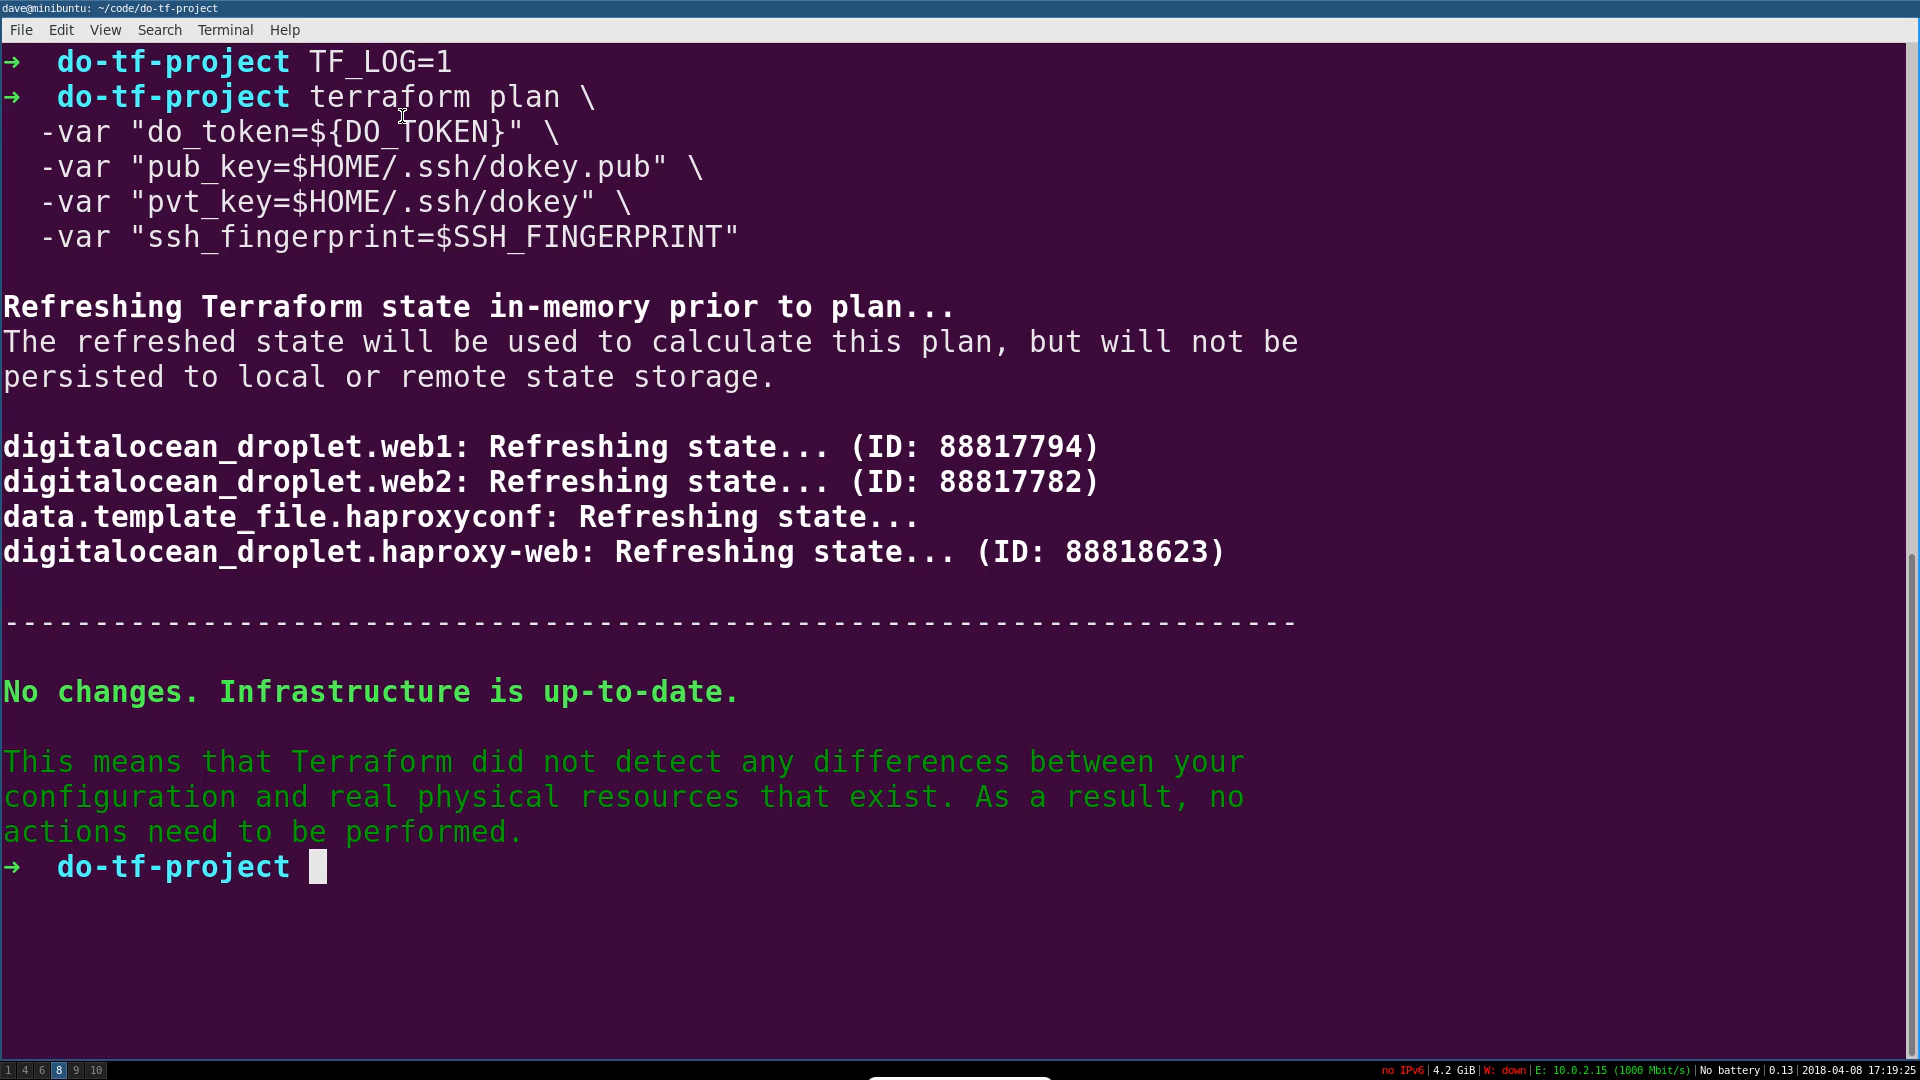 dave@minibuntu: ~/code/do-tf-project
File Edit View Search Terminal Help
➜ do-tf-project TF_LOG=1
➜ do-tf-project terraform plan \
-var "do_token=${DO_TOKEN}" \
-var "pub_key=$HOME/.ssh/dokey.pub" \
-var "pvt_key=$HOME/.ssh/dokey" \
-var "ssh_fingerprint=$SSH_FINGERPRINT"
Refreshing Terraform state in-memory prior to plan...
The refreshed state will be used to calculate this plan, but will not be
persisted to local or remote state storage.
digitalocean_droplet.web1: Refreshing state... (ID: 88817794)
digitalocean_droplet.web2: Refreshing state... (ID: 88817782)
data.template_file.haproxyconf: Refreshing state...
digitalocean_droplet.haproxy-web: Refreshing state... (ID: 88818623)
------------------------------------------------------------------------
No changes. Infrastructure is up-to-date.
This means that Terraform did not detect any differences between your
configuration and real physical resources that exist. As a result, no
actions need to be performed.
➜ do-tf-project
1 4 6 8 9 10 no IPv6|4.2 GiB|W: down|E: 10.0.2.15 (1000 Mbit/s)|No battery|0.13|2018-04-08 17:19:25